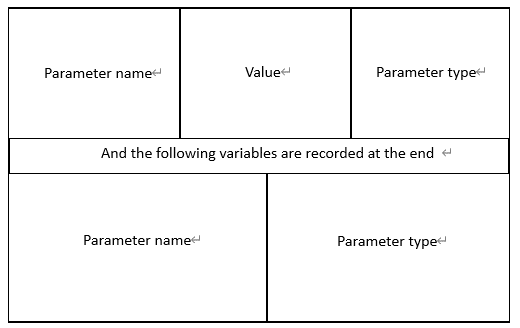 Parameter name↵ Value↵ Parameter type↵
And the following variables are recorded at the end ↵
Parameter name↵ Parameter type↵